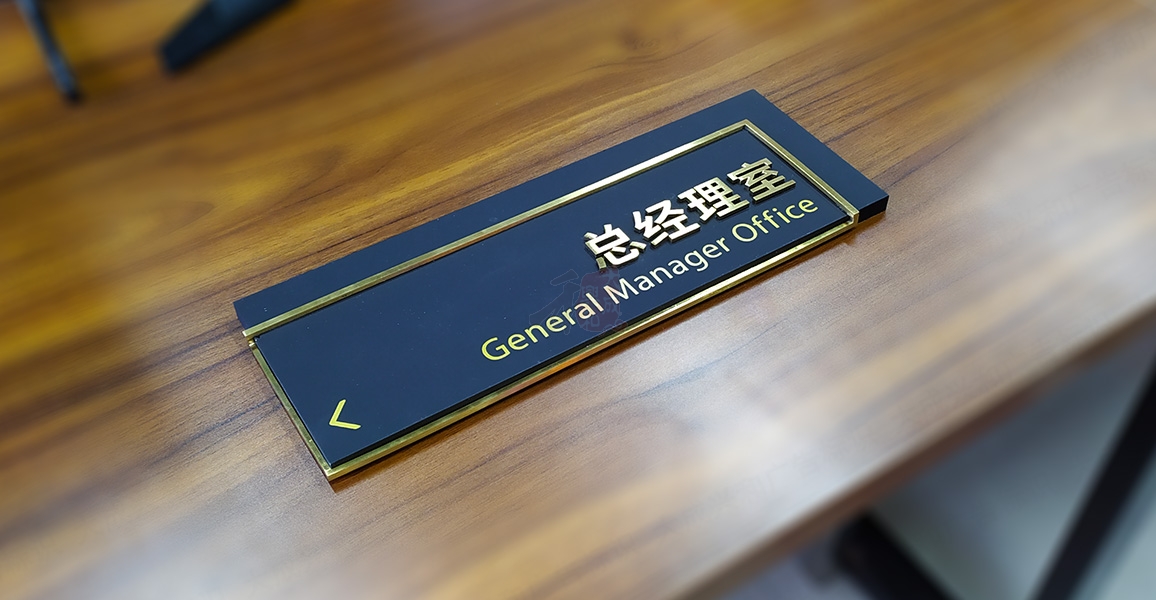 总经理室
General Manager Office